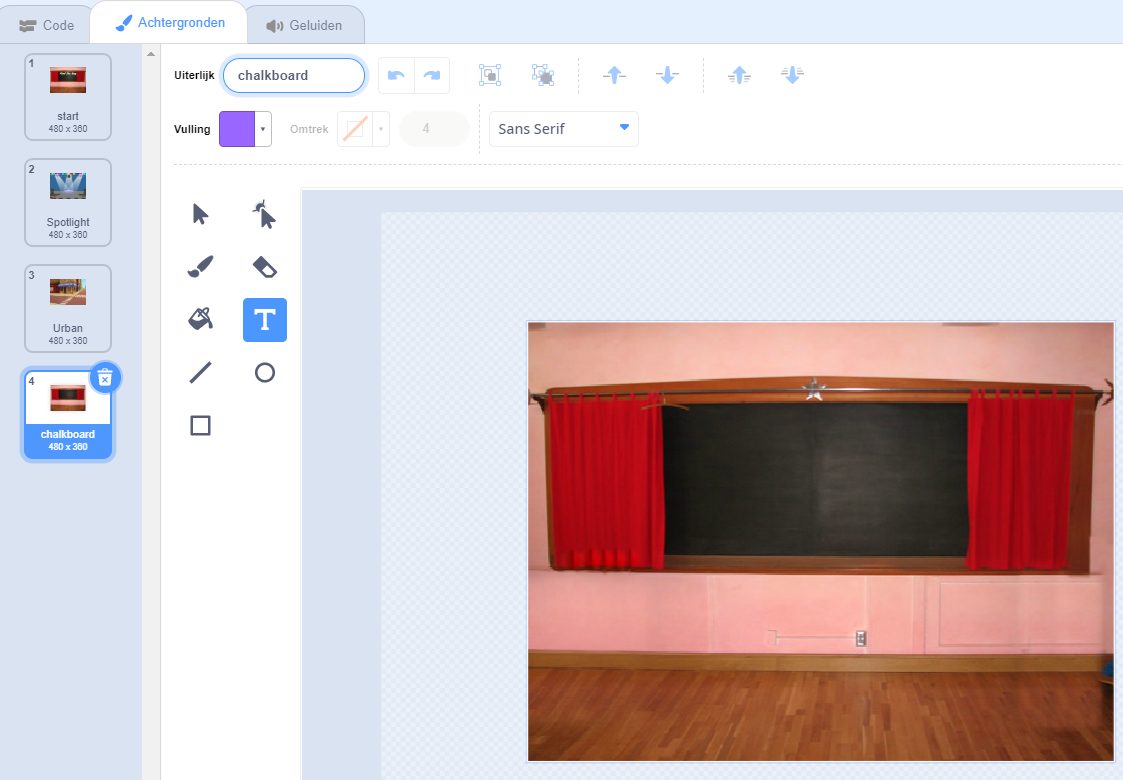 Code
Achtergronden
Geluiden
1
start
480 x 360
2
Spotlight
480 x 360
3
Urban
480 x 360
4
chalkboard
480 x 360
Uiterlijk
chalkboard
Vulling
Omtrek
4
Sans Serif
T